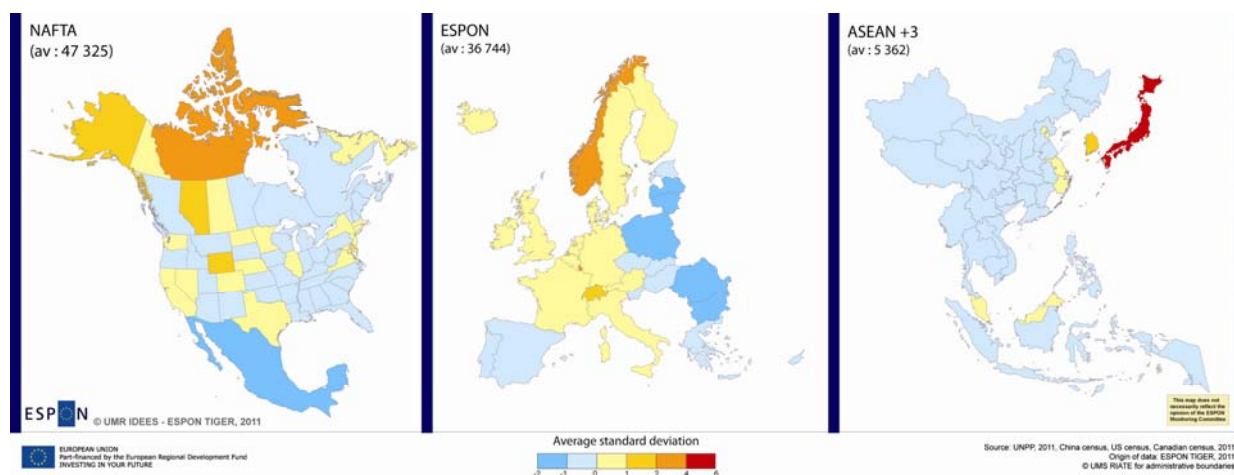 NAFTA
(av : 47 325)
ESPON
(av : 36 744)
ASEAN +3
(av : 5 362)
ESPON
© UMR IDEES - ESPON TIGER, 2011
This map does not
necessarily reflect the
opinion of the ESPON
Monitoring Committee
EUROPEAN UNION
Part-financed by the European Regional Development Fund
INVESTING IN YOUR FUTURE
Average standard deviation
-2 -1 0 1 2 4 6
Source: UNPP, 2011, China census, US census, Canadian census, 2011
Origin of data: ESPON TIGER, 2011
© UMS RIATE for administrative boundaries